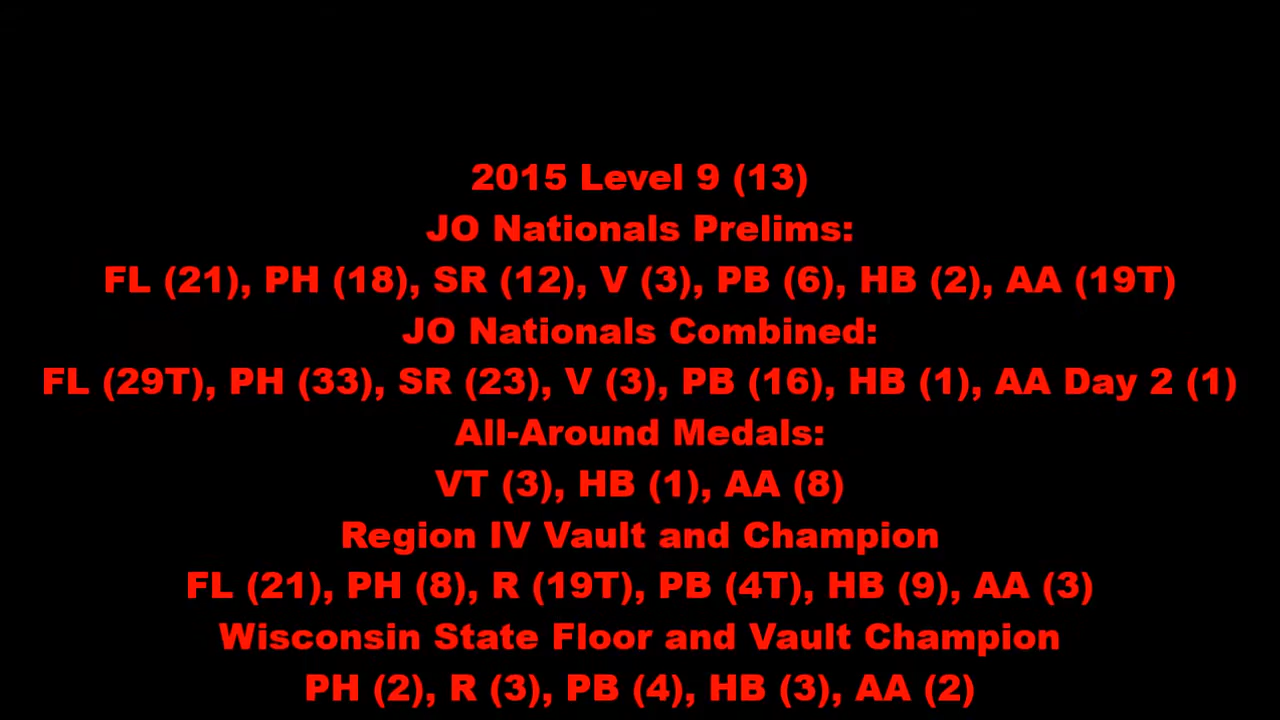 2015 Level 9 (13)
JO Nationals Prelims:
FL (21), PH (18), SR (12), V (3), PB (6), HB (2), AA (19T)
JO Nationals Combined:
FL (29T), PH (33), SR (23), V (3), PB (16), HB (1), AA Day 2 (1)
All-Around Medals:
VT (3), HB (1), AA (8)
Region IV Vault and Champion
FL (21), PH (8), R (19T), PB (4T), HB (9), AA (3)
Wisconsin State Floor and Vault Champion
PH (2), R (3), PB (4), HB (3), AA (2)